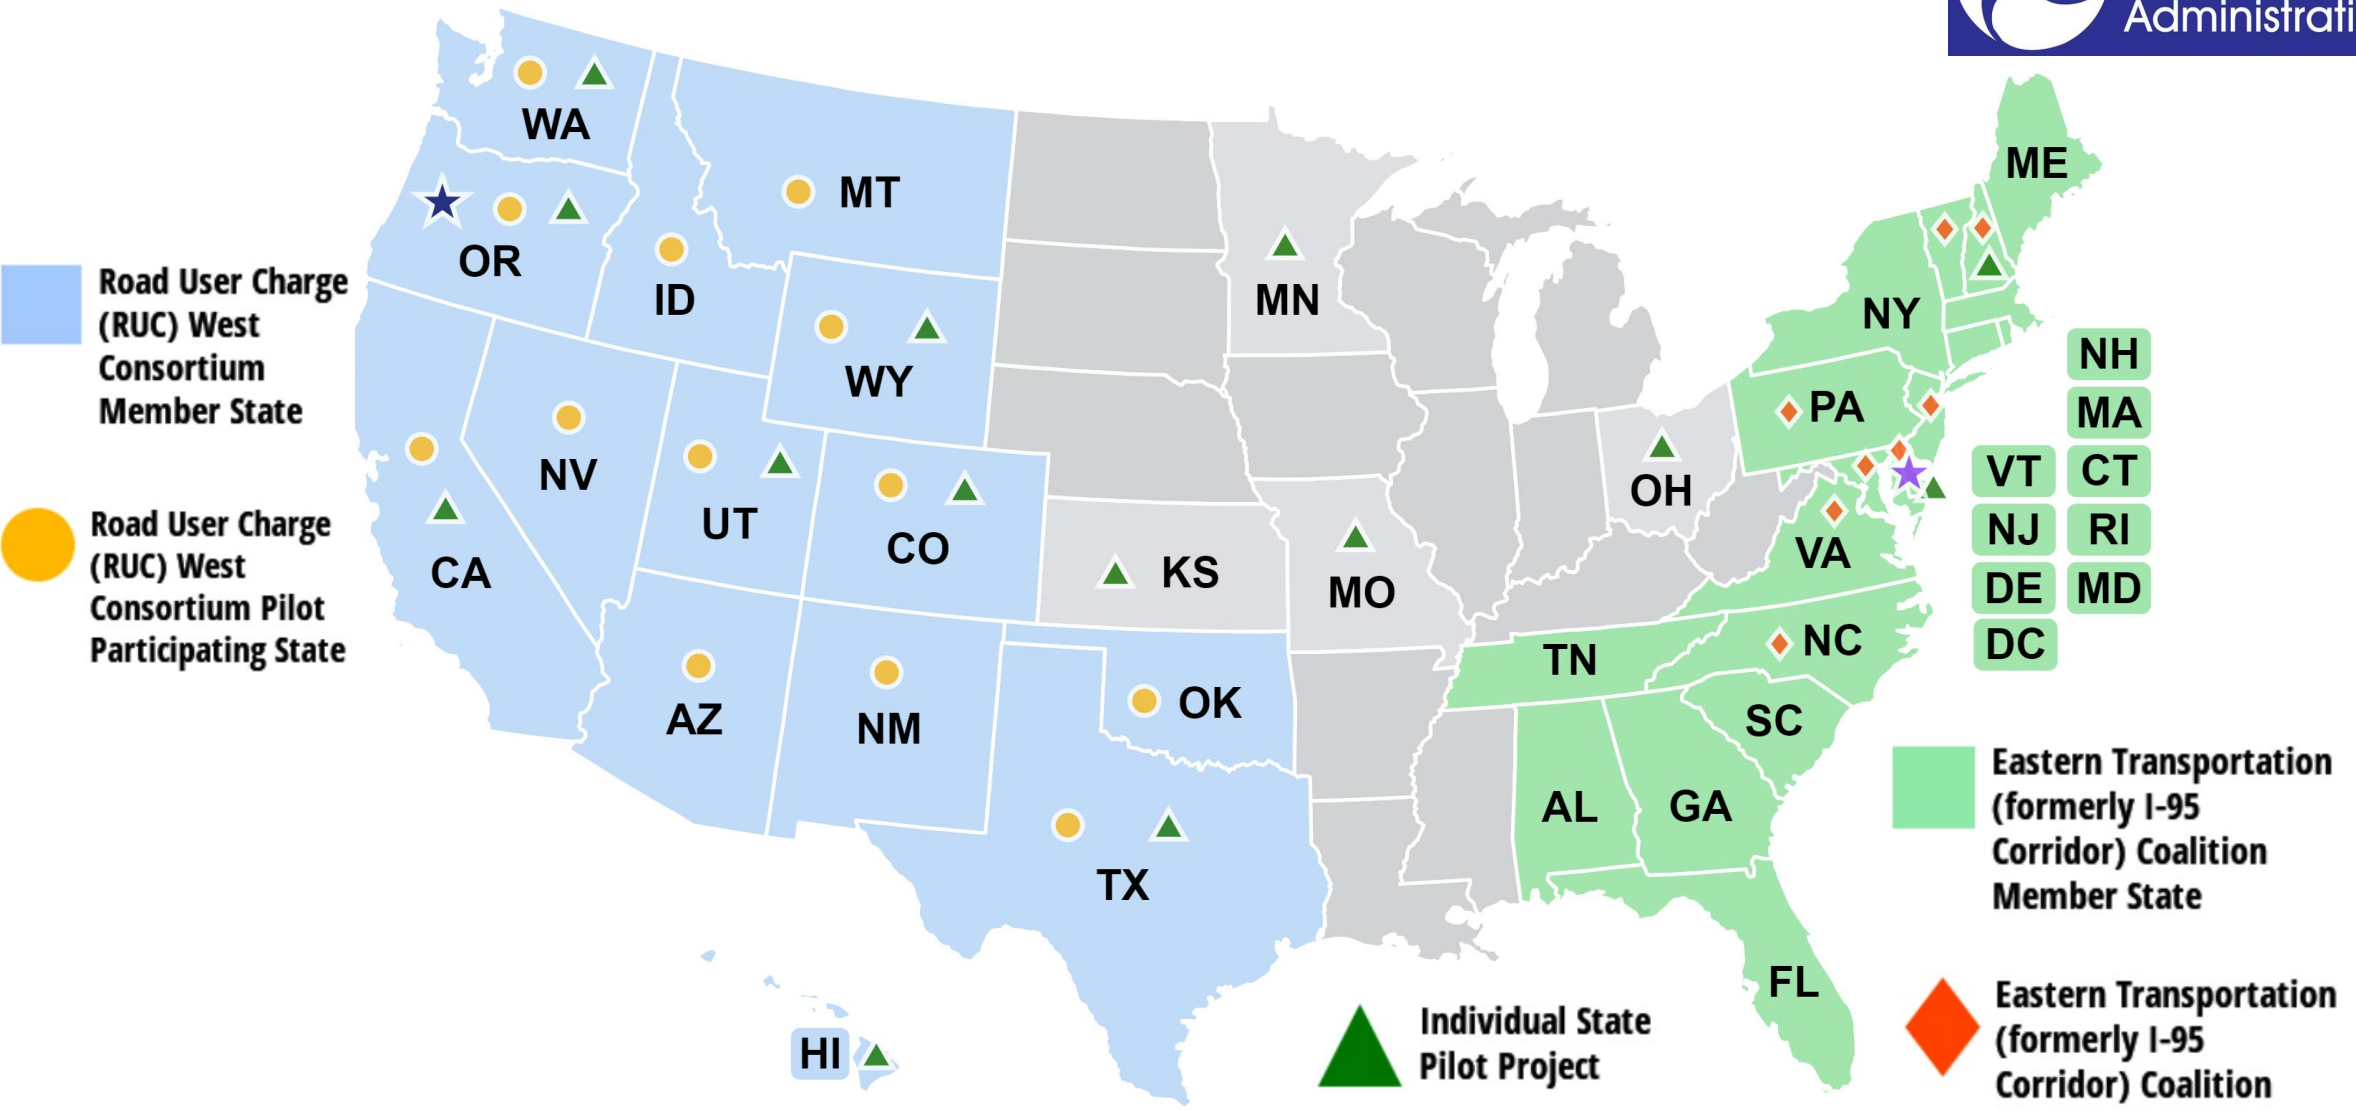 Administrati
WA
MT
ME
OR
ID
MN
NY
WY
NH
PA
MA
NV
VT
CT
UT
OH
CO
NJ
RI
VA
CA
KS
MO
DE
MD
NC
DC
TN
AZ
NM
OK
SC
AL
GA
TX
FL
HI
Road User Charge
(RUC) West
Consortium
Member State
Road User Charge
(RUC) West
Consortium Pilot
Participating State
Eastern Transportation
(formerly I-95
Corridor) Coalition
Member State
Individual State
Pilot Project
Eastern Transportation
(formerly I-95
Corridor) Coalition